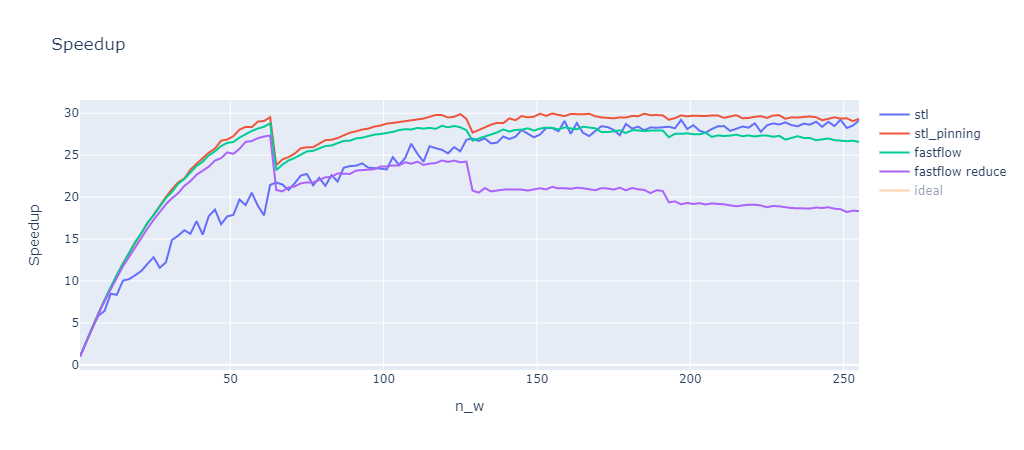 Speedup
30
25
20
15
10
5
0
Speedup
50
100
150
200
250
n_w
stl
stl_pinning
fastflow
fastflow reduce
ideal